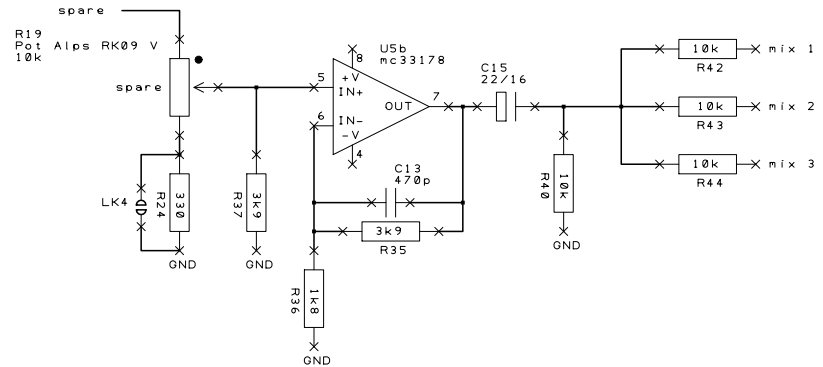 spare
R19
Pot Alps RK09 V
10k
spare
LK4
R24
330
GND
R37
3k9
GND
U5b
mc33178
8
5
+V
IN+
6
IN-
-V
4
OUT
7
C13
470p
3k9
R35
R36
1k8
GND
C15
22/16
R40
10k
GND
10k
R42
mix 1
10k
R43
mix 2
10k
R44
mix 3